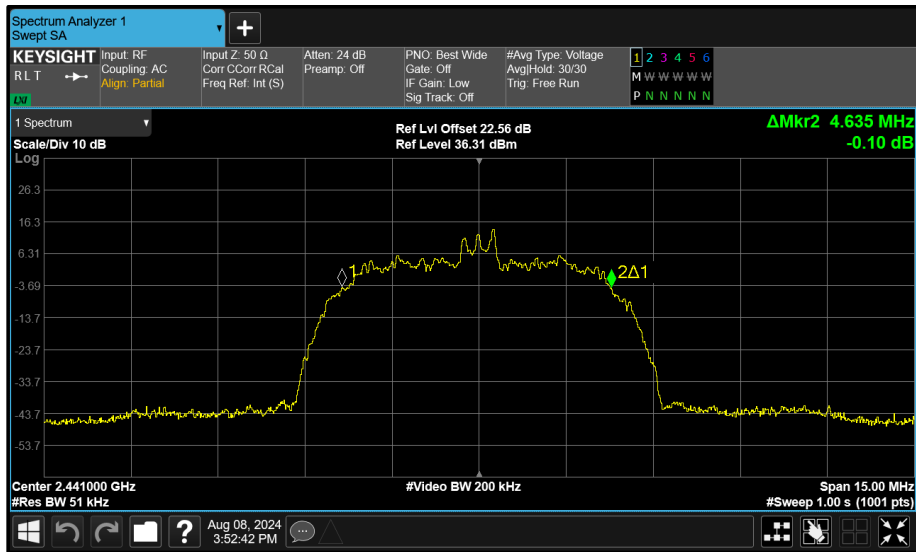 Spectrum Analyzer 1
Swept SA
KEYSIGHT
R L T
LXI
Input: RF
Coupling: AC
Align: Partial
Input Z: 50 Ω
Corr CCorr RCal
Freq Ref: Int (S)
Atten: 24 dB
Preamp: Off
PNO: Best Wide
Gate: Off
IF Gain: Low
Sig Track: Off
#Avg Type: Voltage
Avg|Hold: 30/30
Trig: Free Run
1 2 3 4 5 6
M W W W W W
P N N N N N
1 Spectrum
Scale/Div 10 dB
Ref Lvl Offset 22.56 dB
Ref Level 36.31 dBm
ΔMkr2 4.635 MHz
-0.10 dB
Log
26.3
16.3
6.31
-3.69
-13.7
-23.7
-33.7
-43.7
-53.7
1
2Δ1
Center 2.441000 GHz
#Video BW 200 kHz
Span 15.00 MHz
#Res BW 51 kHz
#Sweep 1.00 s (1001 pts)
?
Aug 08, 2024
3:52:42 PM